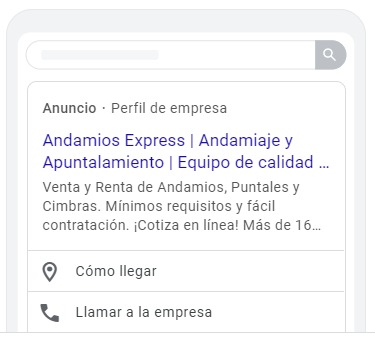 Anuncio · Perfil de empresa
Andamios Express | Andamiaje y
Apuntalamiento | Equipo de calidad ...
Venta y Renta de Andamios, Puntales y
Cimbras. Mínimos requisitos y fácil
contratación. ¡Cotiza en línea! Más de 16...
Cómo llegar
Llamar a la empresa